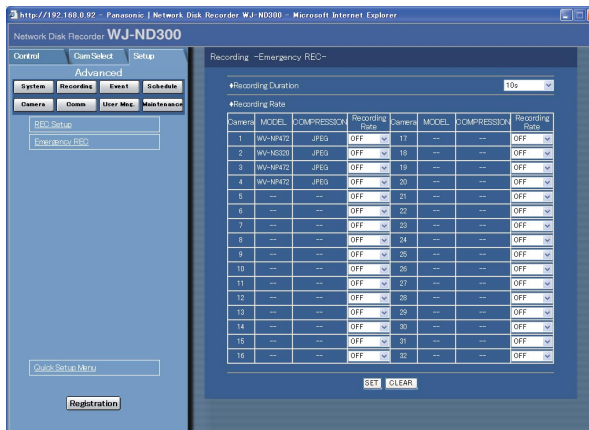 http://192.168.0.92 - Panasonic | Network Disk Recorder WJ-ND300 - Microsoft Internet Explorer
Network Disk Recorder WJ-ND300
Control Cam Select Setup
Advanced
System Recording Event Schedule
Camera Comm User Mng. Maintenance
REC Setup
Emergency REC
Quick Setup Menu
Registration
Recording -Emergency REC-
♦Recording Duration 10s
♦Recording Rate
Camera MODEL COMPRESSION Recording Rate Camera MODEL COMPRESSION Recording Rate
1 WV-NP472 JPEG OFF 17 -- -- OFF
2 WV-NS320 JPEG OFF 18 -- -- OFF
3 WV-NP472 JPEG OFF 19 -- -- OFF
4 WV-NP472 JPEG OFF 20 -- -- OFF
5 -- -- OFF 21 -- -- OFF
6 -- -- OFF 22 -- -- OFF
7 -- -- OFF 23 -- -- OFF
8 -- -- OFF 24 -- -- OFF
9 -- -- OFF 25 -- -- OFF
10 -- -- OFF 26 -- -- OFF
11 -- -- OFF 27 -- -- OFF
12 -- -- OFF 28 -- -- OFF
13 -- -- OFF 29 -- -- OFF
14 -- -- OFF 30 -- -- OFF
15 -- -- OFF 31 -- -- OFF
16 -- -- OFF 32 -- -- OFF
SET CLEAR